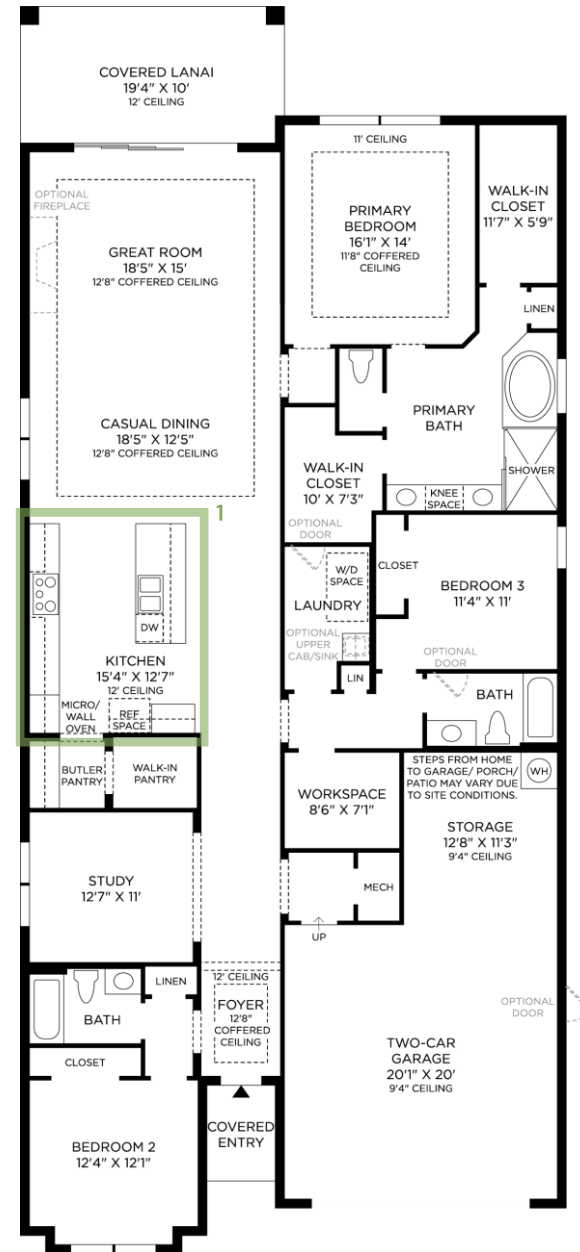 COVERED LANAI
19'4" X 10'
12' CEILING
11' CEILING
OPTIONAL
FIREPLACE
GREAT ROOM
18'5" X 15'
12'8" COFFERED CEILING
PRIMARY
BEDROOM
16'1" X 14'
11'8" COFFERED
CEILING
WALK-IN
CLOSET
11'7" X 5'9"
LINEN
CASUAL DINING
18'5" X 12'5"
12'8" COFFERED CEILING
PRIMARY
BATH
WALK-IN
CLOSET
10' X 7'3"
OPTIONAL
DOOR
SHOWER
KNEE
SPACE
1
W/D
SPACE
LAUNDRY
OPTIONAL
UPPER
CAB/SINK
LIN
CLOSET
BEDROOM 3
11'4" X 11'
OPTIONAL
DOOR
BATH
DW
KITCHEN
15'4" X 12'7"
12' CEILING
MICRO/
WALL
OVEN
REF
SPACE
BUTLER
PANTRY
WALK-IN
PANTRY
WORKSPACE
8'6" X 7'1"
STEPS FROM HOME
TO GARAGE/ PORCH/
PATIO MAY VARY DUE
TO SITE CONDITIONS.
WH
STORAGE
12'8" X 11'3"
9'4" CEILING
STUDY
12'7" X 11'
MECH
UP
LINEN
BATH
CLOSET
12' CEILING
FOYER
12'8"
COFFERED
CEILING
OPTIONAL
DOOR
TWO-CAR
GARAGE
20'1" X 20'
9'4" CEILING
COVERED
ENTRY
BEDROOM 2
12'4" X 12'1"